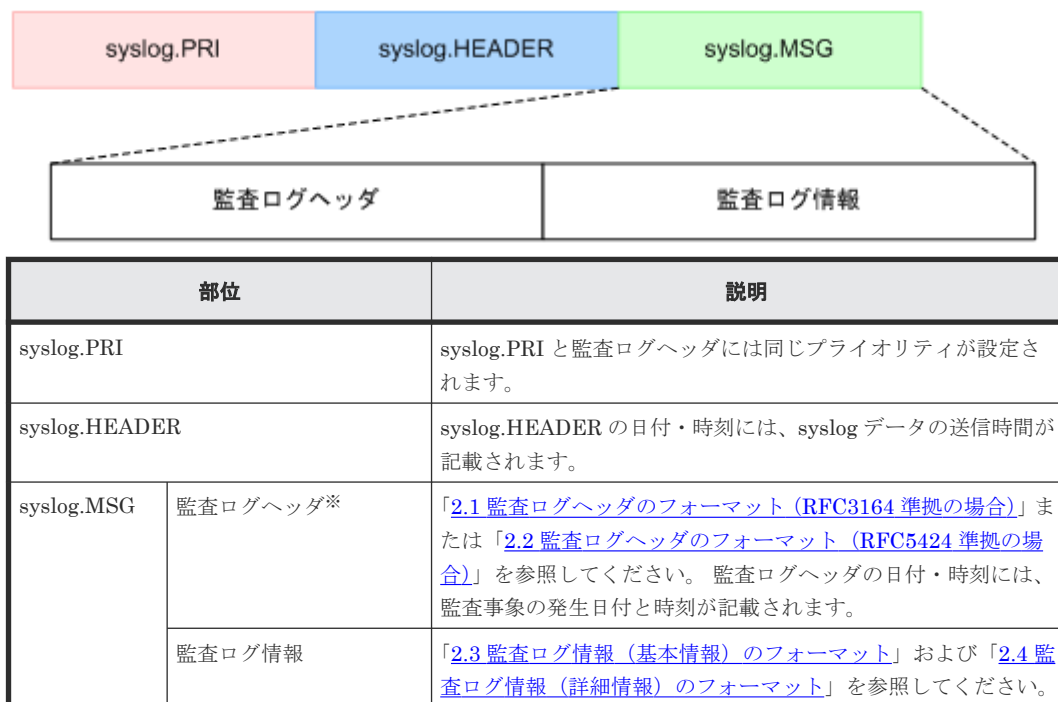 syslog.PRI
syslog.HEADER
syslog.MSG
監査ログヘッダ
監査ログ情報
部位
説明
syslog.PRI
syslog.PRI と監査ログヘッダには同じプライオリティが設定さ
れます。
syslog.HEADER
syslog.HEADER の日付・時刻には、syslog データの送信時間が
記載されます。
syslog.MSG
監査ログヘッダ※
「2.1 監査ログヘッダのフォーマット（RFC3164 準拠の場合）」ま
たは「2.2 監査ログヘッダのフォーマット（RFC5424 準拠の場
合）」を参照してください。 監査ログヘッダの日付・時刻には、
監査事象の発生日付と時刻が記載されます。
監査ログ情報
「2.3 監査ログ情報（基本情報）のフォーマット」および「2.4 監
査ログ情報（詳細情報）のフォーマット」を参照してください。